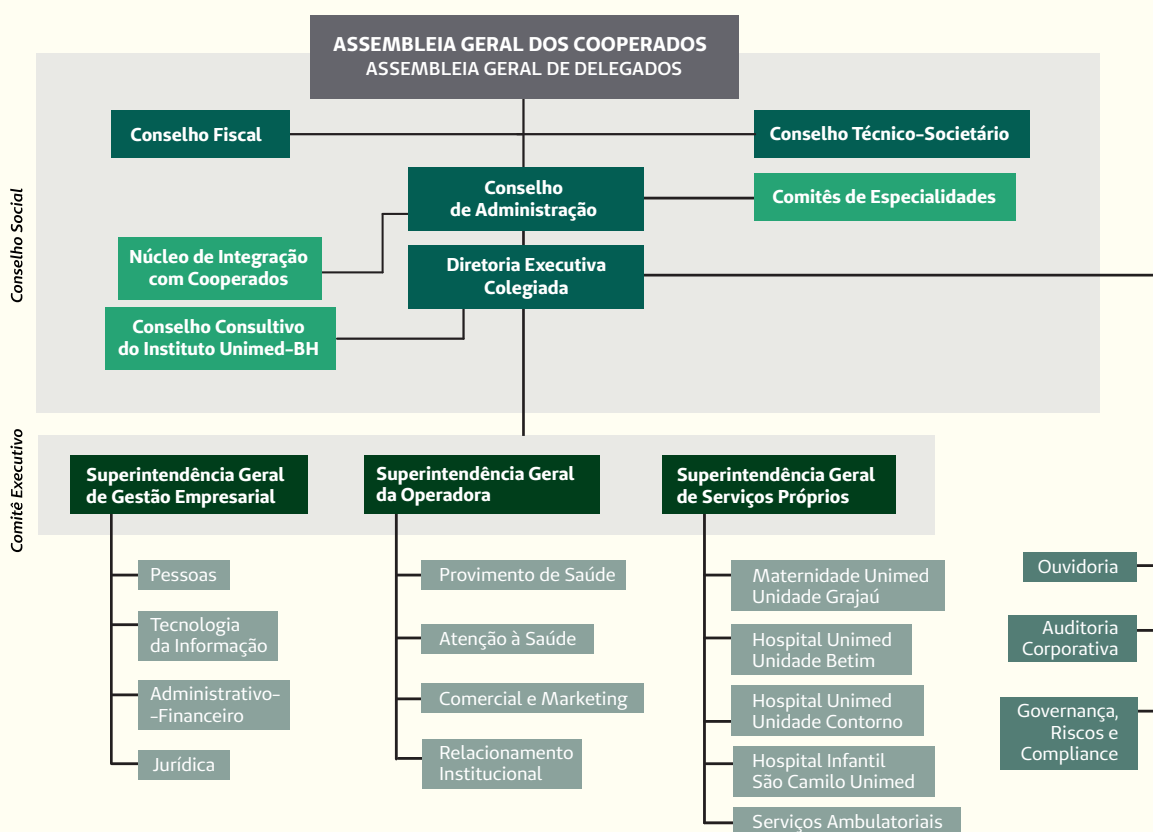 ASSEMBLEIA GERAL DOS COOPERADOS
ASSEMBLEIA GERAL DE DELEGADOS
Conselho Social
Conselho Fiscal
Conselho Técnico-Societário
Conselho
de Administração
Comitês de Especialidades
Núcleo de Integração
com Cooperados
Diretoria Executiva
Colegiada
Conselho Consultivo
do Instituto Unimed-BH
Comitê Executivo
Superintendência Geral
de Gestão Empresarial
Pessoas
Tecnologia
da Informação
Administrativo-
-Financeiro
Jurídica
Superintendência Geral
da Operadora
Provimento de Saúde
Atenção à Saúde
Comercial e Marketing
Relacionamento
Institucional
Superintendência Geral
de Serviços Próprios
Maternidade Unimed
Unidade Grajaú
Hospital Unimed
Unidade Betim
Hospital Unimed
Unidade Contorno
Hospital Infantil
São Camilo Unimed
Serviços Ambulatoriais
Ouvidoria
Auditoria
Corporativa
Governança,
Riscos e
Compliance